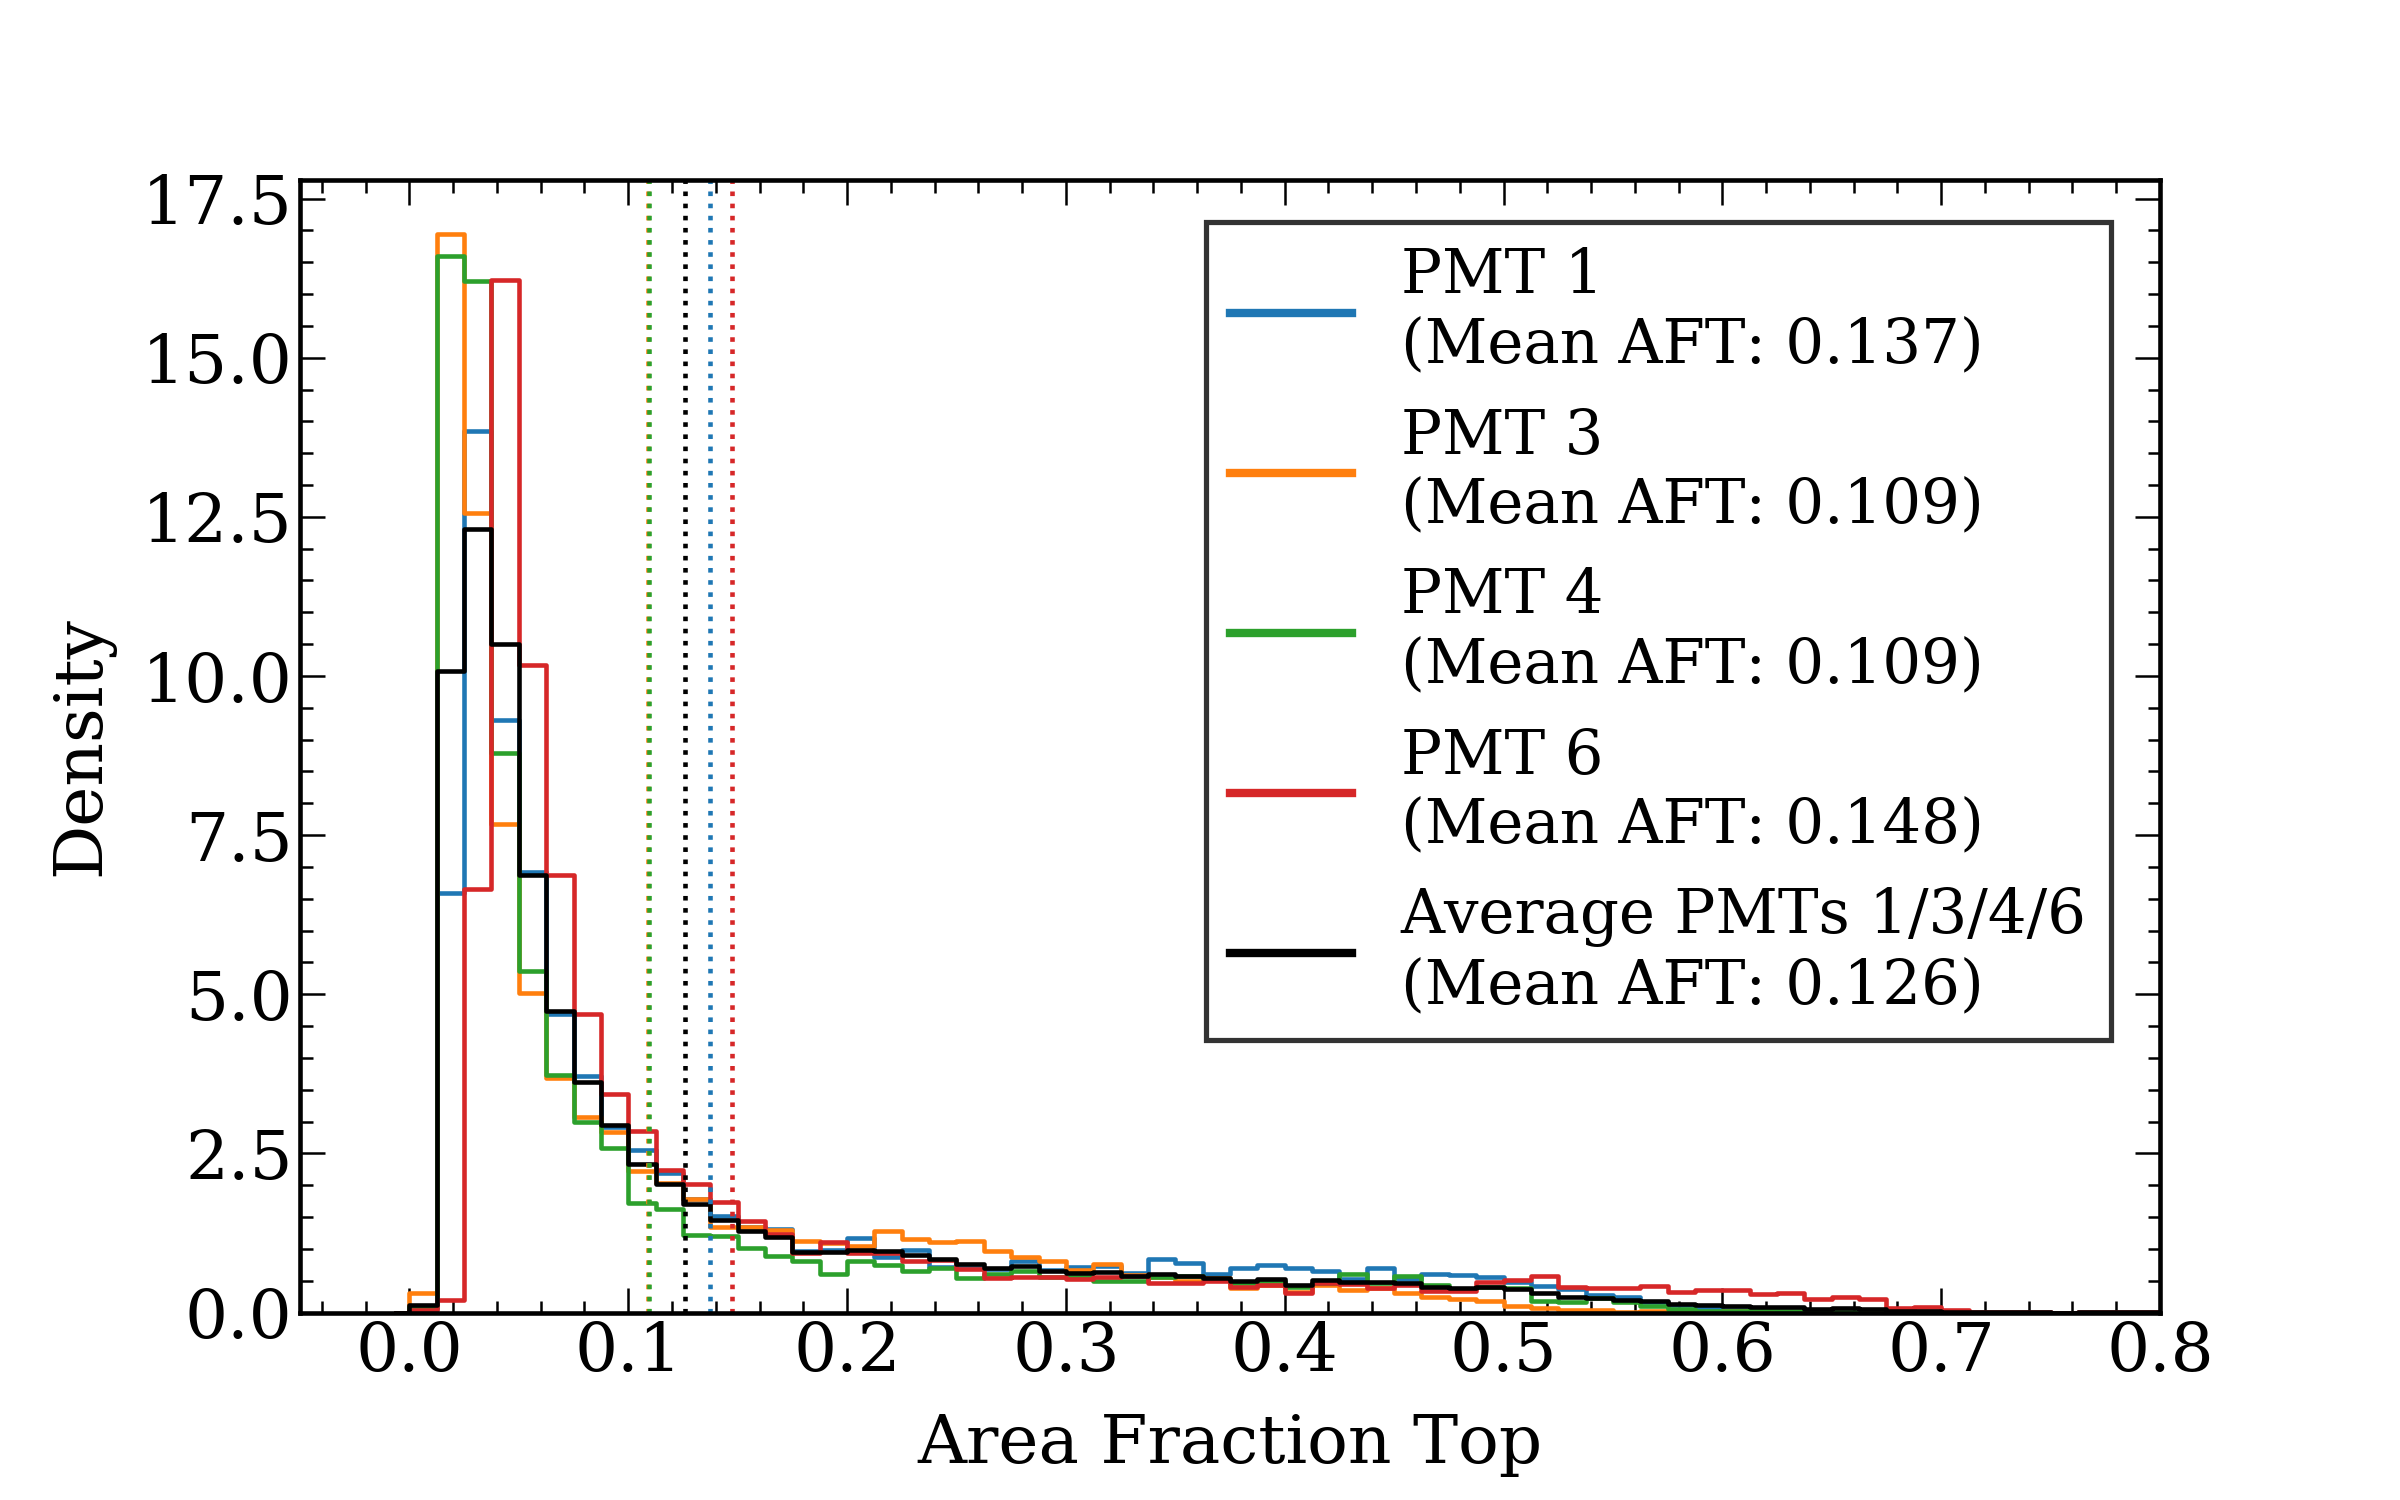 17.5
15.0
12.5
10.0
7.5
5.0
2.5
0.0
Density
0.0 0.1 0.2 0.3 0.4 0.5 0.6 0.7 0.8
Area Fraction Top
PMT 1
(Mean AFT: 0.137)
PMT 3
(Mean AFT: 0.109)
PMT 4
(Mean AFT: 0.109)
PMT 6
(Mean AFT: 0.148)
Average PMTs 1/3/4/6
(Mean AFT: 0.126)